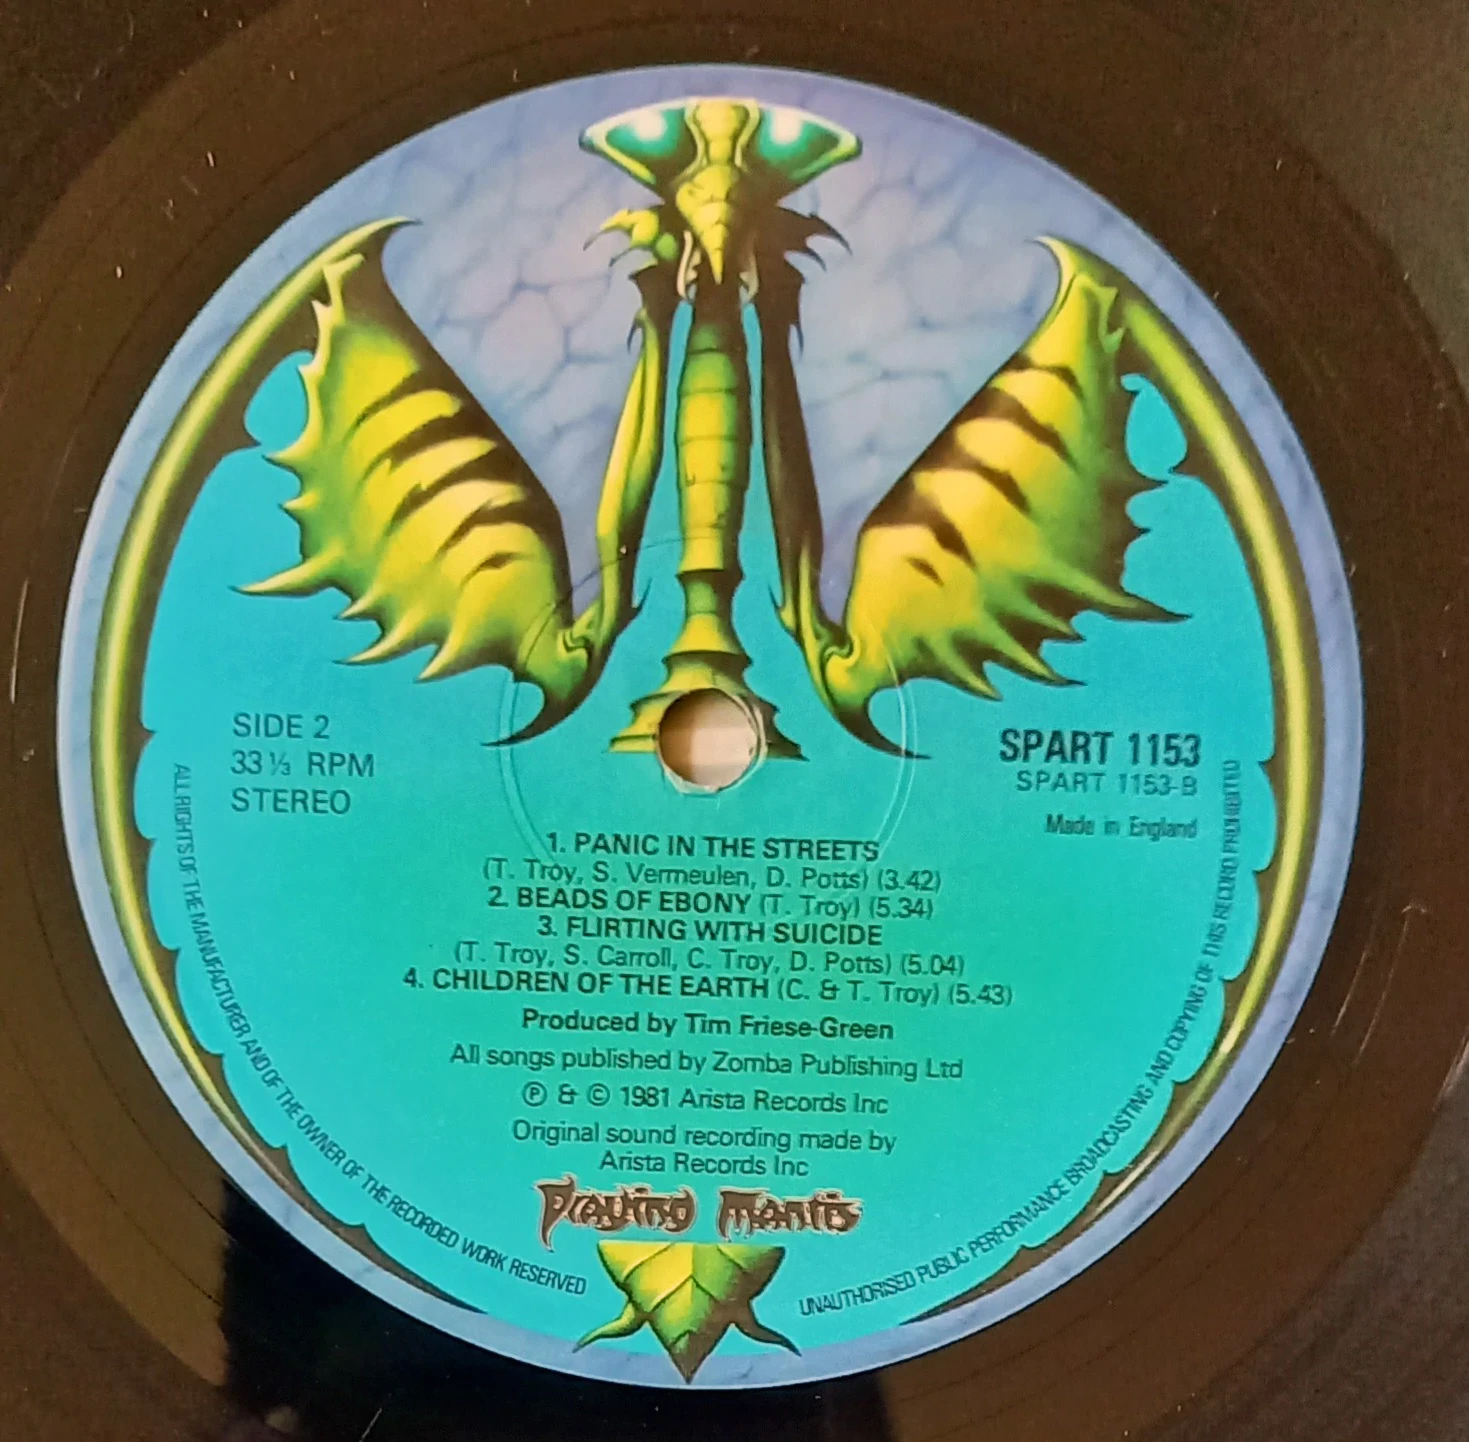 SIDE 2
33⅓ RPM
STEREO
SPART 1153
SPART 1153-B
Made in England
1. PANIC IN THE STREETS
(T. Troy, S. Vermeulen, D. Potts) (3.42)
2. BEADS OF EBONY (T. Troy) (5.34)
3. FLIRTING WITH SUICIDE
(T. Troy, S. Carroll, C. Troy, D. Potts) (5.04)
4. CHILDREN OF THE EARTH (C. & T. Troy) (5.43)
Produced by Tim Friese-Green
All songs published by Zomba Publishing Ltd
℗ & © 1981 Arista Records Inc
Original sound recording made by
Arista Records Inc
Praying Mantis
ALL RIGHTS OF THE MANUFACTURER AND OF THE OWNER OF THE RECORDED WORK RESERVED
UNAUTHORISED PUBLIC PERFORMANCE BROADCASTING AND COPYING OF THIS RECORD PROHIBITED